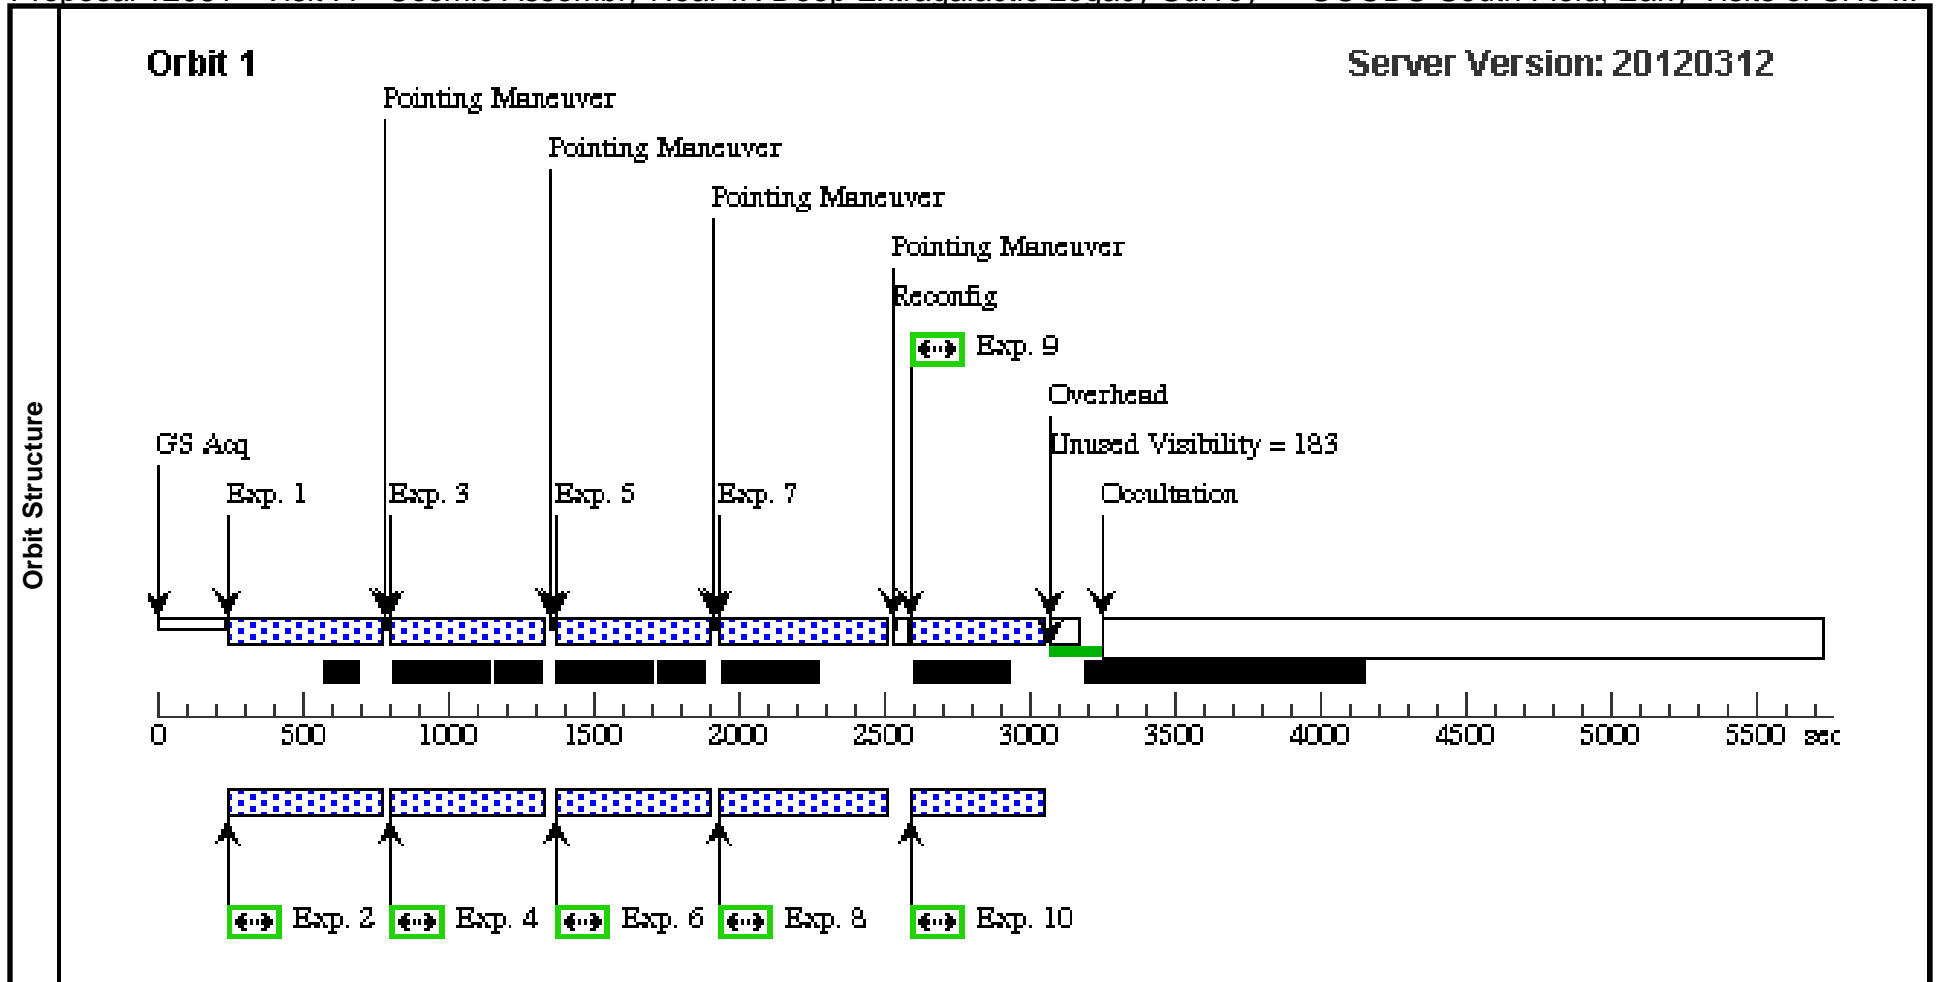 Orbit 1
Server Version: 20120312
Pointing Maneuver
Pointing Maneuver
Pointing Maneuver
Pointing Maneuver
Reconfig
Exp. 9
Overhead
GS Acq
Unused Visibility = 183
Exp. 1
Exp. 3
Exp. 5
Exp. 7
Occultation
Orbit Structure
0 500 1000 1500 2000 2500 3000 3500 4000 4500 5000 5500 sec
Exp. 2
Exp. 4
Exp. 6
Exp. 8
Exp. 10